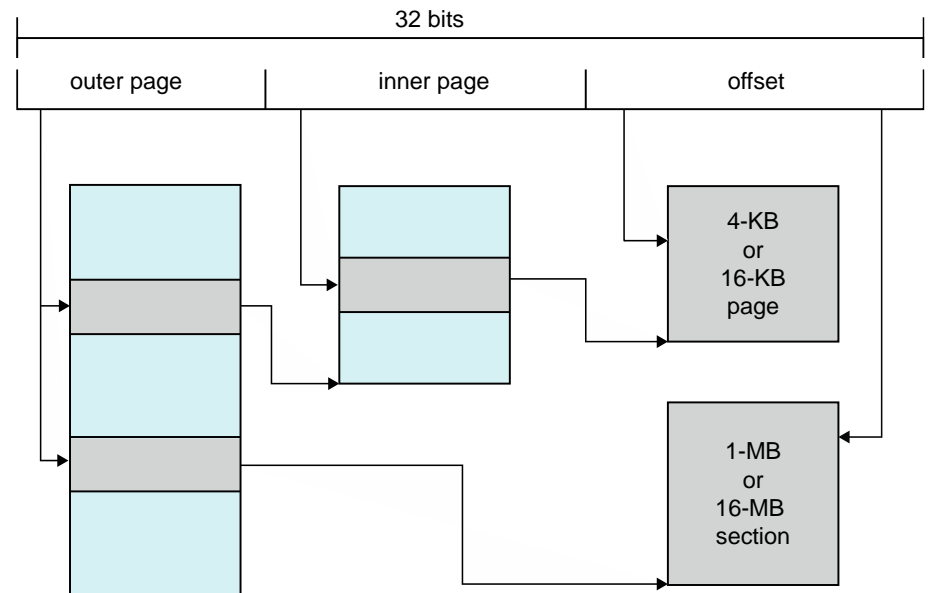 32 bits
outer page
inner page
offset
4-KB
or
16-KB
page
1-MB
or
16-MB
section